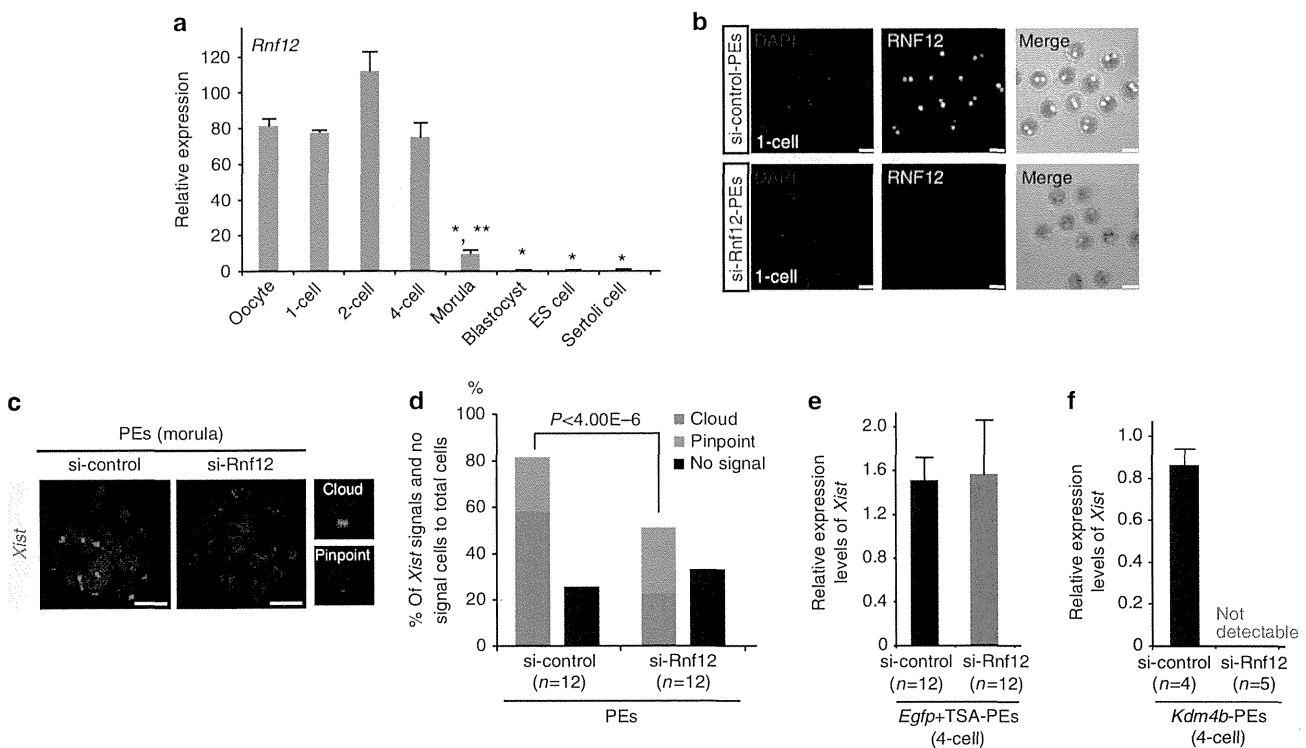 a
Rnf12
Relative expression
120
100
80
60
40
20
0
Oocyte
1-cell
2-cell
4-cell
Morula
Blastocyst
ES cell
Sertoli cell
*, **
*
*
*
b
si-control-PEs
DAPI
1-cell
RNF12
Merge
si-Rnf12-PEs
DAPI
1-cell
RNF12
Merge
c
PEs (morula)
si-control
si-Rnf12
Xist
Cloud
Pinpoint
d
%
% Of Xist signals and no
signal cells to total cells
100
80
60
40
20
0
P<4.00E–6
Cloud
Pinpoint
No signal
si-control
(n=12)
si-Rnf12
(n=12)
PEs
e
Relative expression
levels of Xist
2.0
1.6
1.2
0.8
0.4
0
si-control
(n=12)
si-Rnf12
(n=12)
Egfp+TSA-PEs
(4-cell)
f
Relative expression
levels of Xist
1.0
0.8
0.6
0.4
0.2
0
Not
detectable
si-control
(n=4)
si-Rnf12
(n=5)
Kdm4b-PEs
(4-cell)